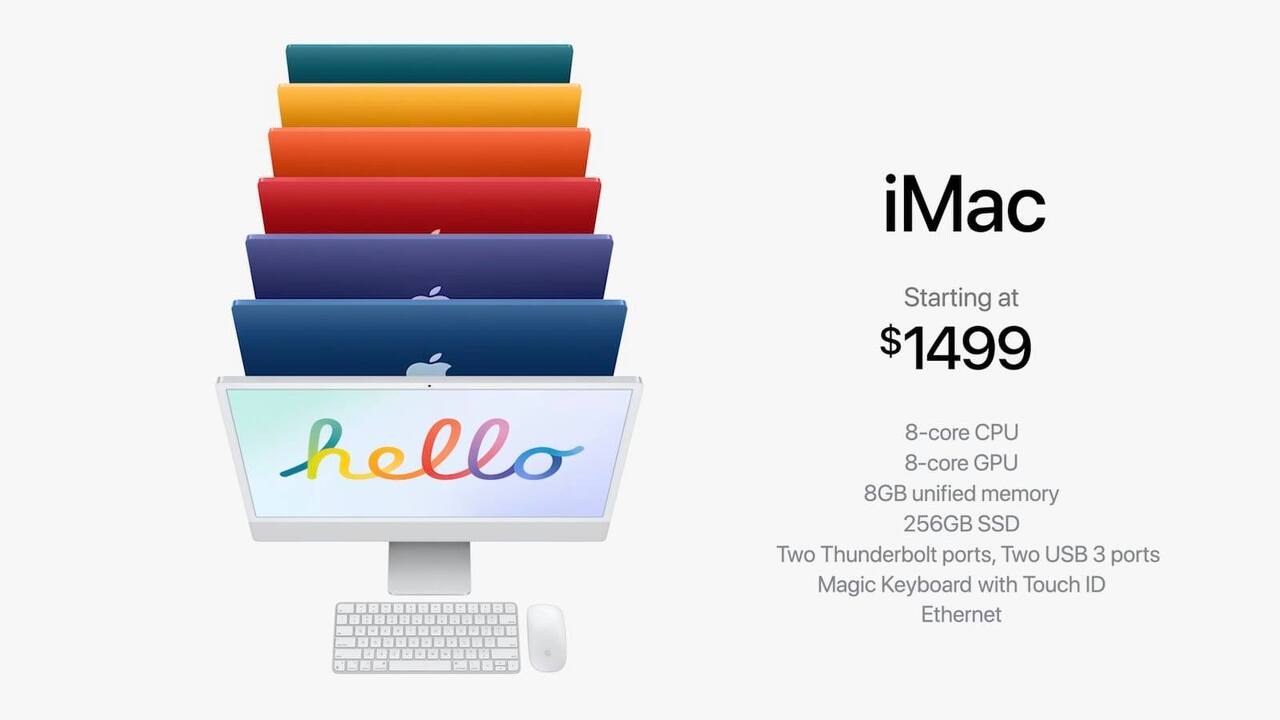 hello
iMac
Starting at
$1499
8-core CPU
8-core GPU
8GB unified memory
256GB SSD
Two Thunderbolt ports, Two USB 3 ports
Magic Keyboard with Touch ID
Ethernet